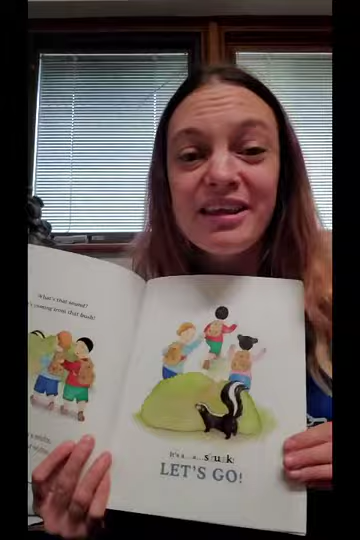 What's that sound?
It's coming from that bush!
It's a...a...skunk!
LET'S GO!